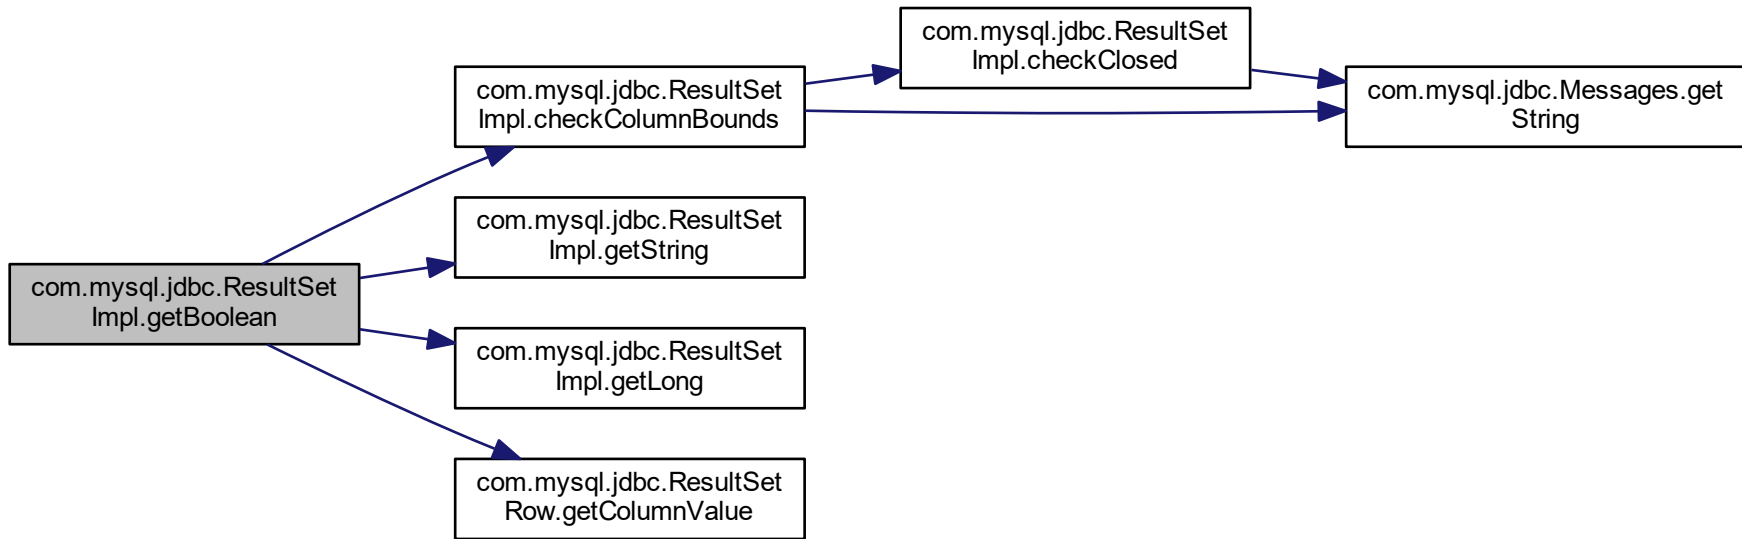 com.mysql.jdbc.ResultSet
Impl.checkClosed
com.mysql.jdbc.ResultSet
Impl.checkColumnBounds
com.mysql.jdbc.Messages.get
String
com.mysql.jdbc.ResultSet
Impl.getString
com.mysql.jdbc.ResultSet
Impl.getBoolean
com.mysql.jdbc.ResultSet
Impl.getLong
com.mysql.jdbc.ResultSet
Row.getColumnValue